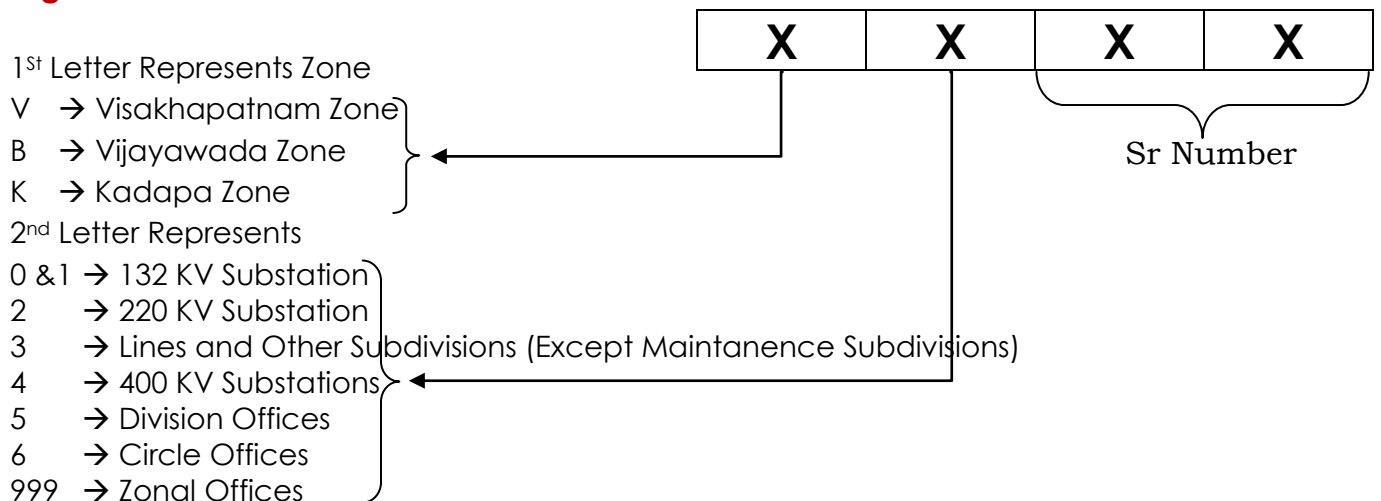 X X X X
1St Letter Represents Zone
V → Visakhapatnam Zone
B → Vijayawada Zone
Sr Number
K → Kadapa Zone
2nd Letter Represents
0 &1 → 132 KV Substation
2 → 220 KV Substation
3 → Lines and Other Subdivisions (Except Maintanence Subdivisions)
4 → 400 KV Substations
5 → Division Offices
6 → Circle Offices
999 → Zonal Offices